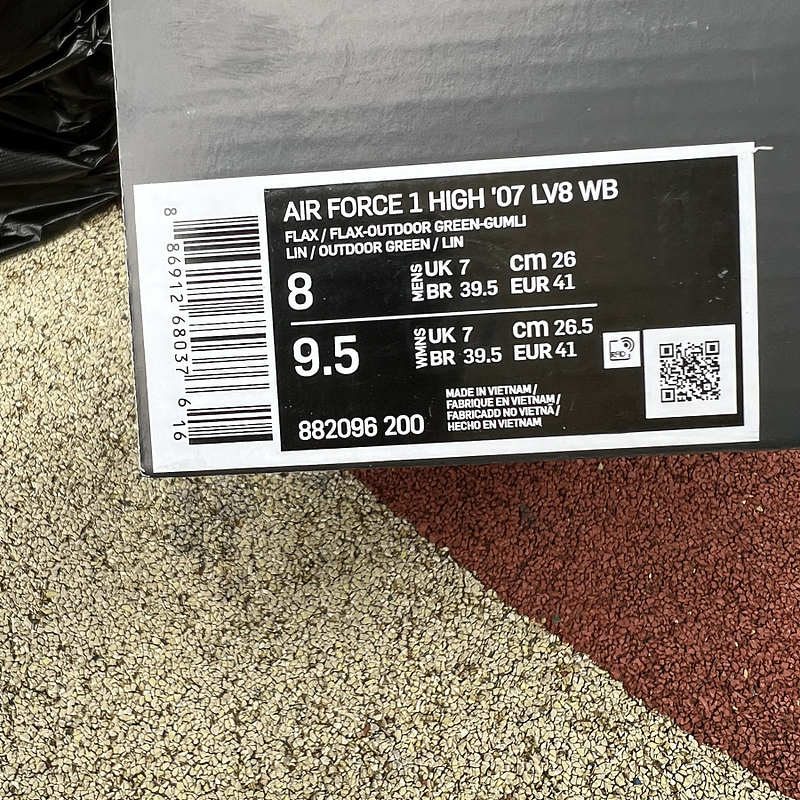 AIR FORCE 1 HIGH '07 LV8 WB
FLAX / FLAX-OUTDOOR GREEN-GUMLI
LIN / OUTDOOR GREEN / LIN
8
MENS
UK 7 cm 26
BR 39.5 EUR 41
9.5
WMNS
UK 7 cm 26.5
BR 39.5 EUR 41
882096 200
MADE IN VIETNAM /
FABRIQUE EN VIETNAM /
FABRICADO NO VIETNÃ /
HECHO EN VIETNAM
8 86912 68037 6 16